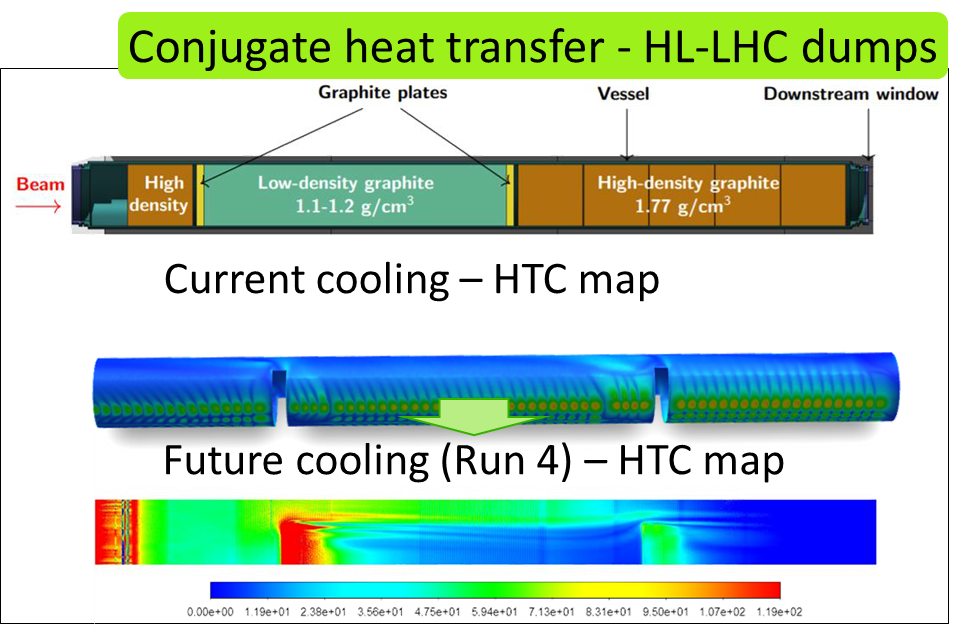 Conjugate heat transfer - HL-LHC dumps
Graphite plates
Vessel
Downstream window
Beam
High
density
Low-density graphite
1.1-1.2 g/cm³
High-density graphite
1.77 g/cm³
Current cooling – HTC map
Future cooling (Run 4) – HTC map
0.00e+00 1.19e+01 2.38e+01 3.56e+01 4.75e+01 5.94e+01 7.13e+01 8.31e+01 9.50e+01 1.07e+02 1.19e+02